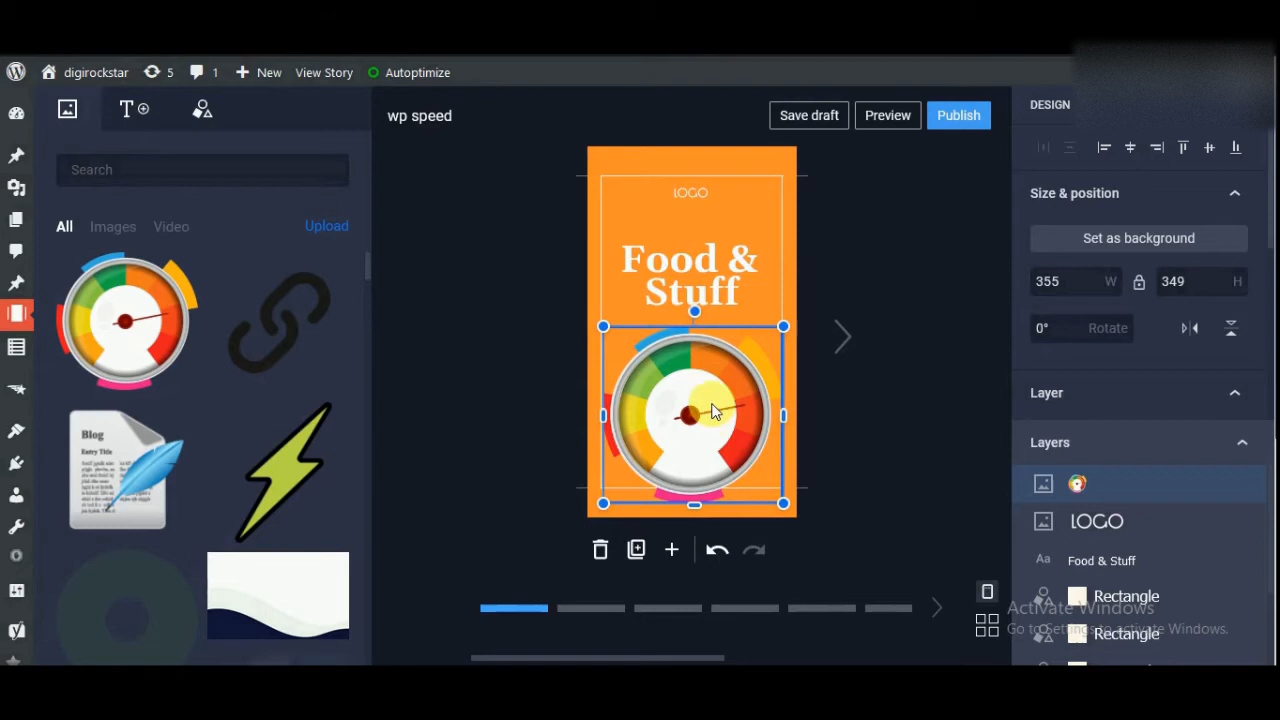 digirockstar 5 1 New View Story Autoptimize
T
wp speed Save draft Preview Publish
DESIGN
Search
All Images Video Upload
Blog
Entry Title
LOGO
Food &
Stuff
Size & position
Set as background
355 W 349 H
0° Rotate
Layer
Layers
LOGO
Aa Food & Stuff
Rectangle
Rectangle
Activate Windows
Go to Settings to activate Windows.